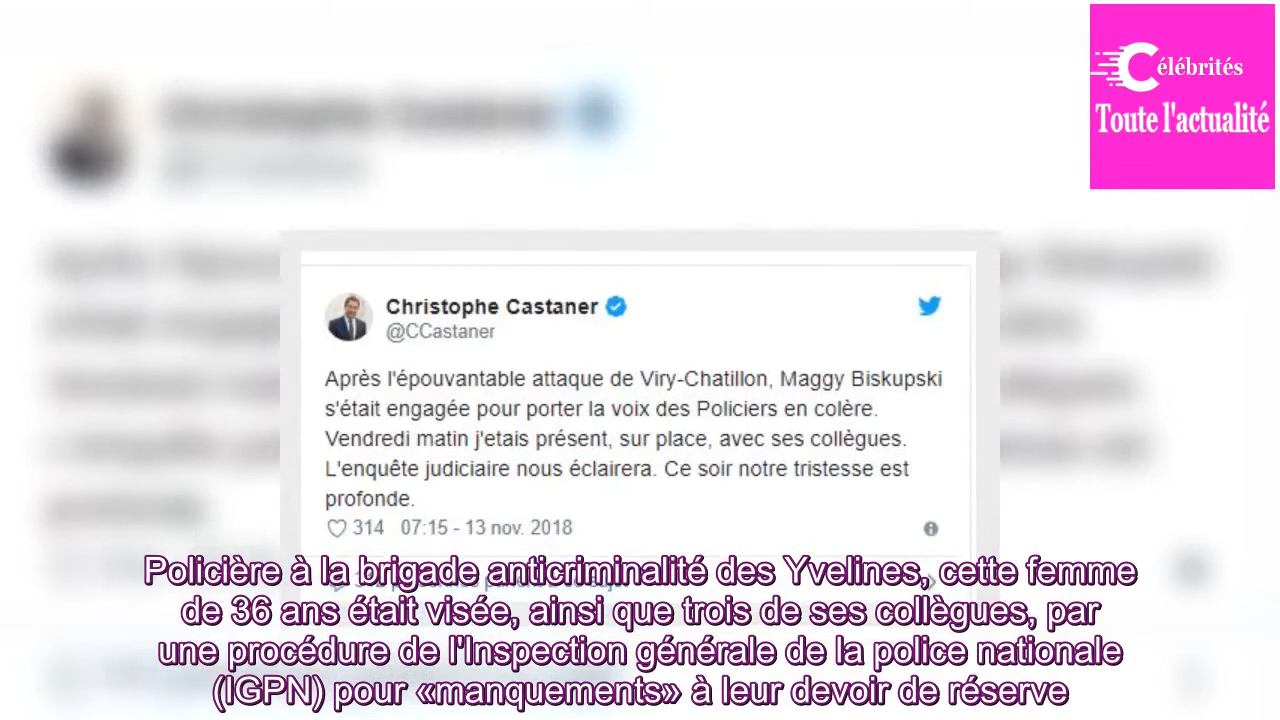 Célébrités
Toute l'actualité
Christophe Castaner
@CCastaner
Après l'épouvantable attaque de Viry-Chatillon, Maggy Biskupski
s'était engagée pour porter la voix des Policiers en colère.
Vendredi matin j'etais présent, sur place, avec ses collègues.
L'enquête judiciaire nous éclairera. Ce soir notre tristesse est
profonde.
314 07:15 - 13 nov. 2018
Policière à la brigade anticriminalité des Yvelines, cette femme
de 36 ans était visée, ainsi que trois de ses collègues, par
une procédure de l'Inspection générale de la police nationale
(IGPN) pour «manquements» à leur devoir de réserve